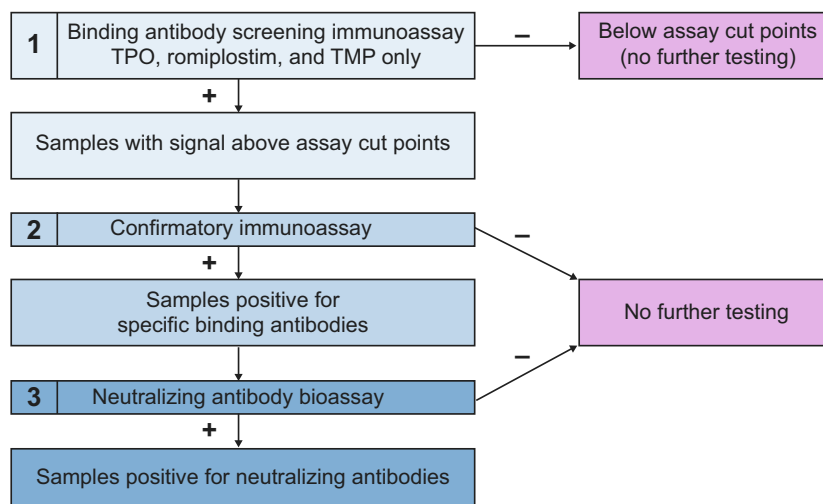 1
Binding antibody screening immunoassay
TPO, romiplostim, and TMP only
–
Below assay cut points
(no further testing)
+
Samples with signal above assay cut points
2
Confirmatory immunoassay
–
+
Samples positive for
specific binding antibodies
No further testing
–
3
Neutralizing antibody bioassay
+
Samples positive for neutralizing antibodies